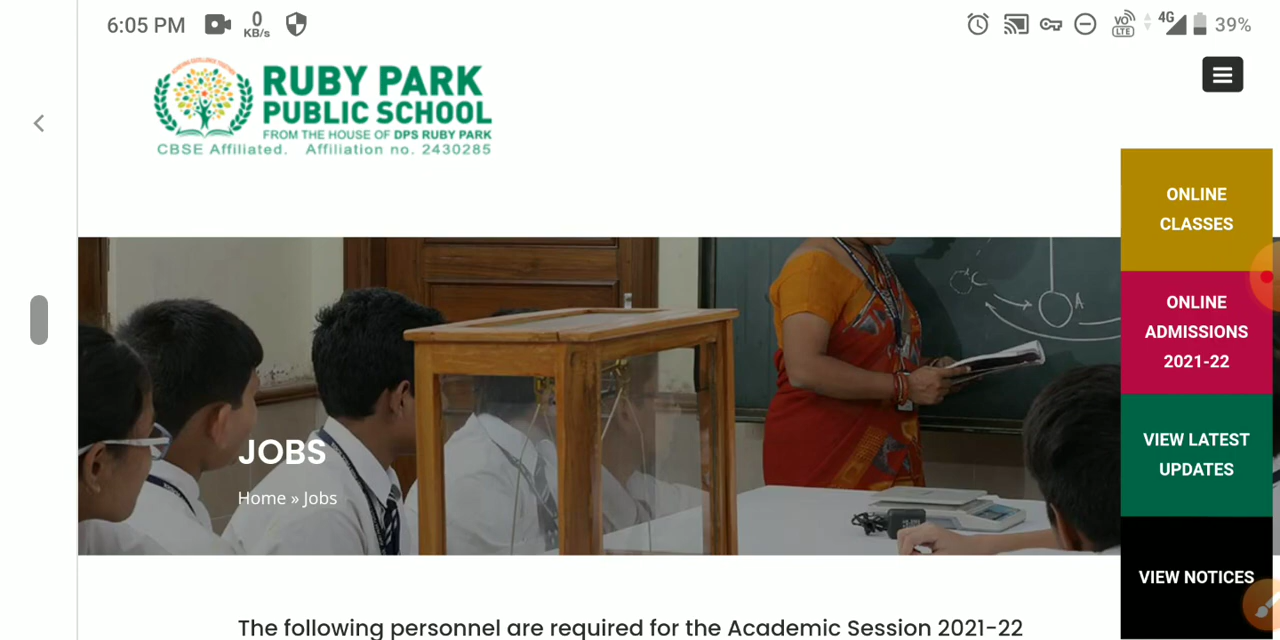 6:05 PM 0 KB/s VO LTE 4G 39%
RUBY PARK
PUBLIC SCHOOL
FROM THE HOUSE OF DPS RUBY PARK
CBSE Affiliated. Affiliation no. 2430285
ONLINE
CLASSES
ONLINE
ADMISSIONS
2021-22
VIEW LATEST
UPDATES
VIEW NOTICES
A
JOBS
Home » Jobs
The following personnel are required for the Academic Session 2021-22